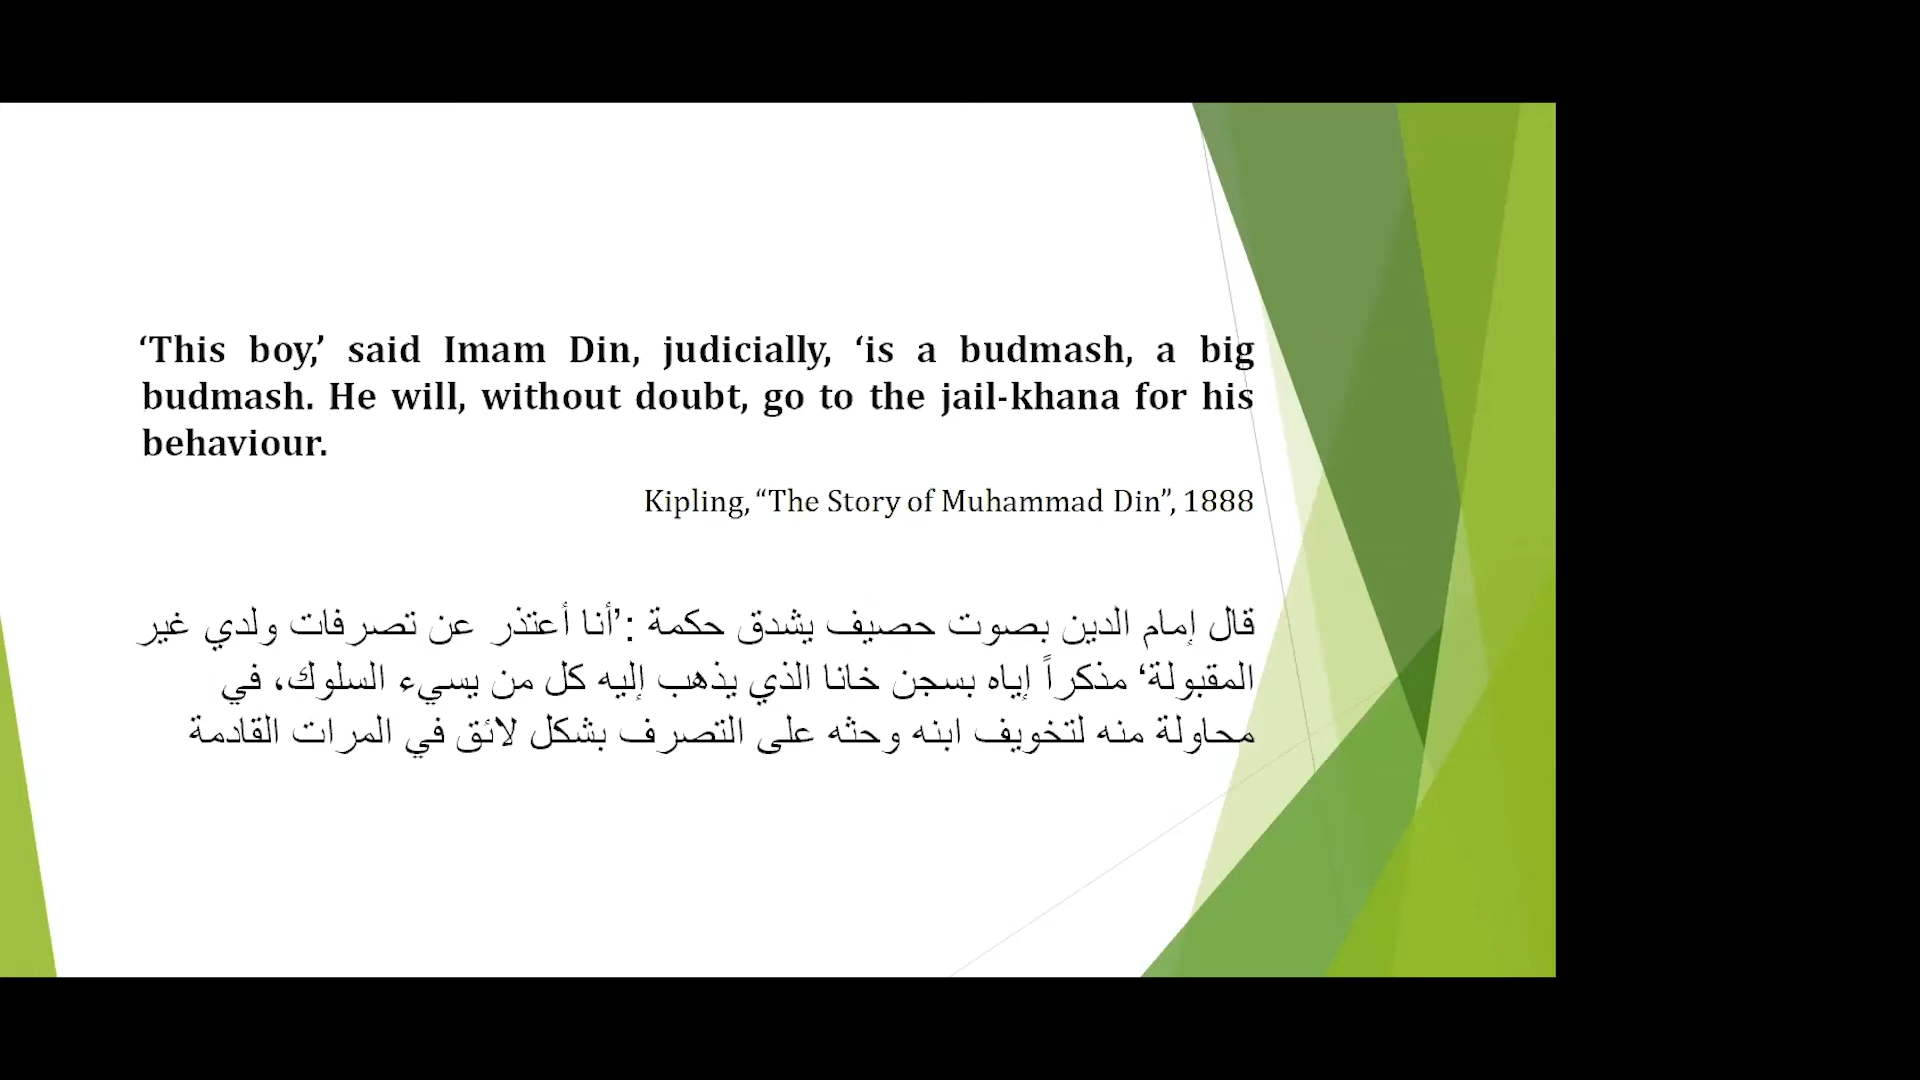 ‘This boy,’ said Imam Din, judicially, ‘is a budmash, a big
budmash. He will, without doubt, go to the jail-khana for his
behaviour.
Kipling, “The Story of Muhammad Din”, 1888
قال إمام الدين بصوت حصيف يشدق حكمة :’أنا أعتذر عن تصرفات ولدي غير
المقبولة‘ مذكراً إياه بسجن خانا الذي يذهب إليه كل من يسيء السلوك، في
محاولة منه لتخويف ابنه وحثه على التصرف بشكل لائق في المرات القادمة